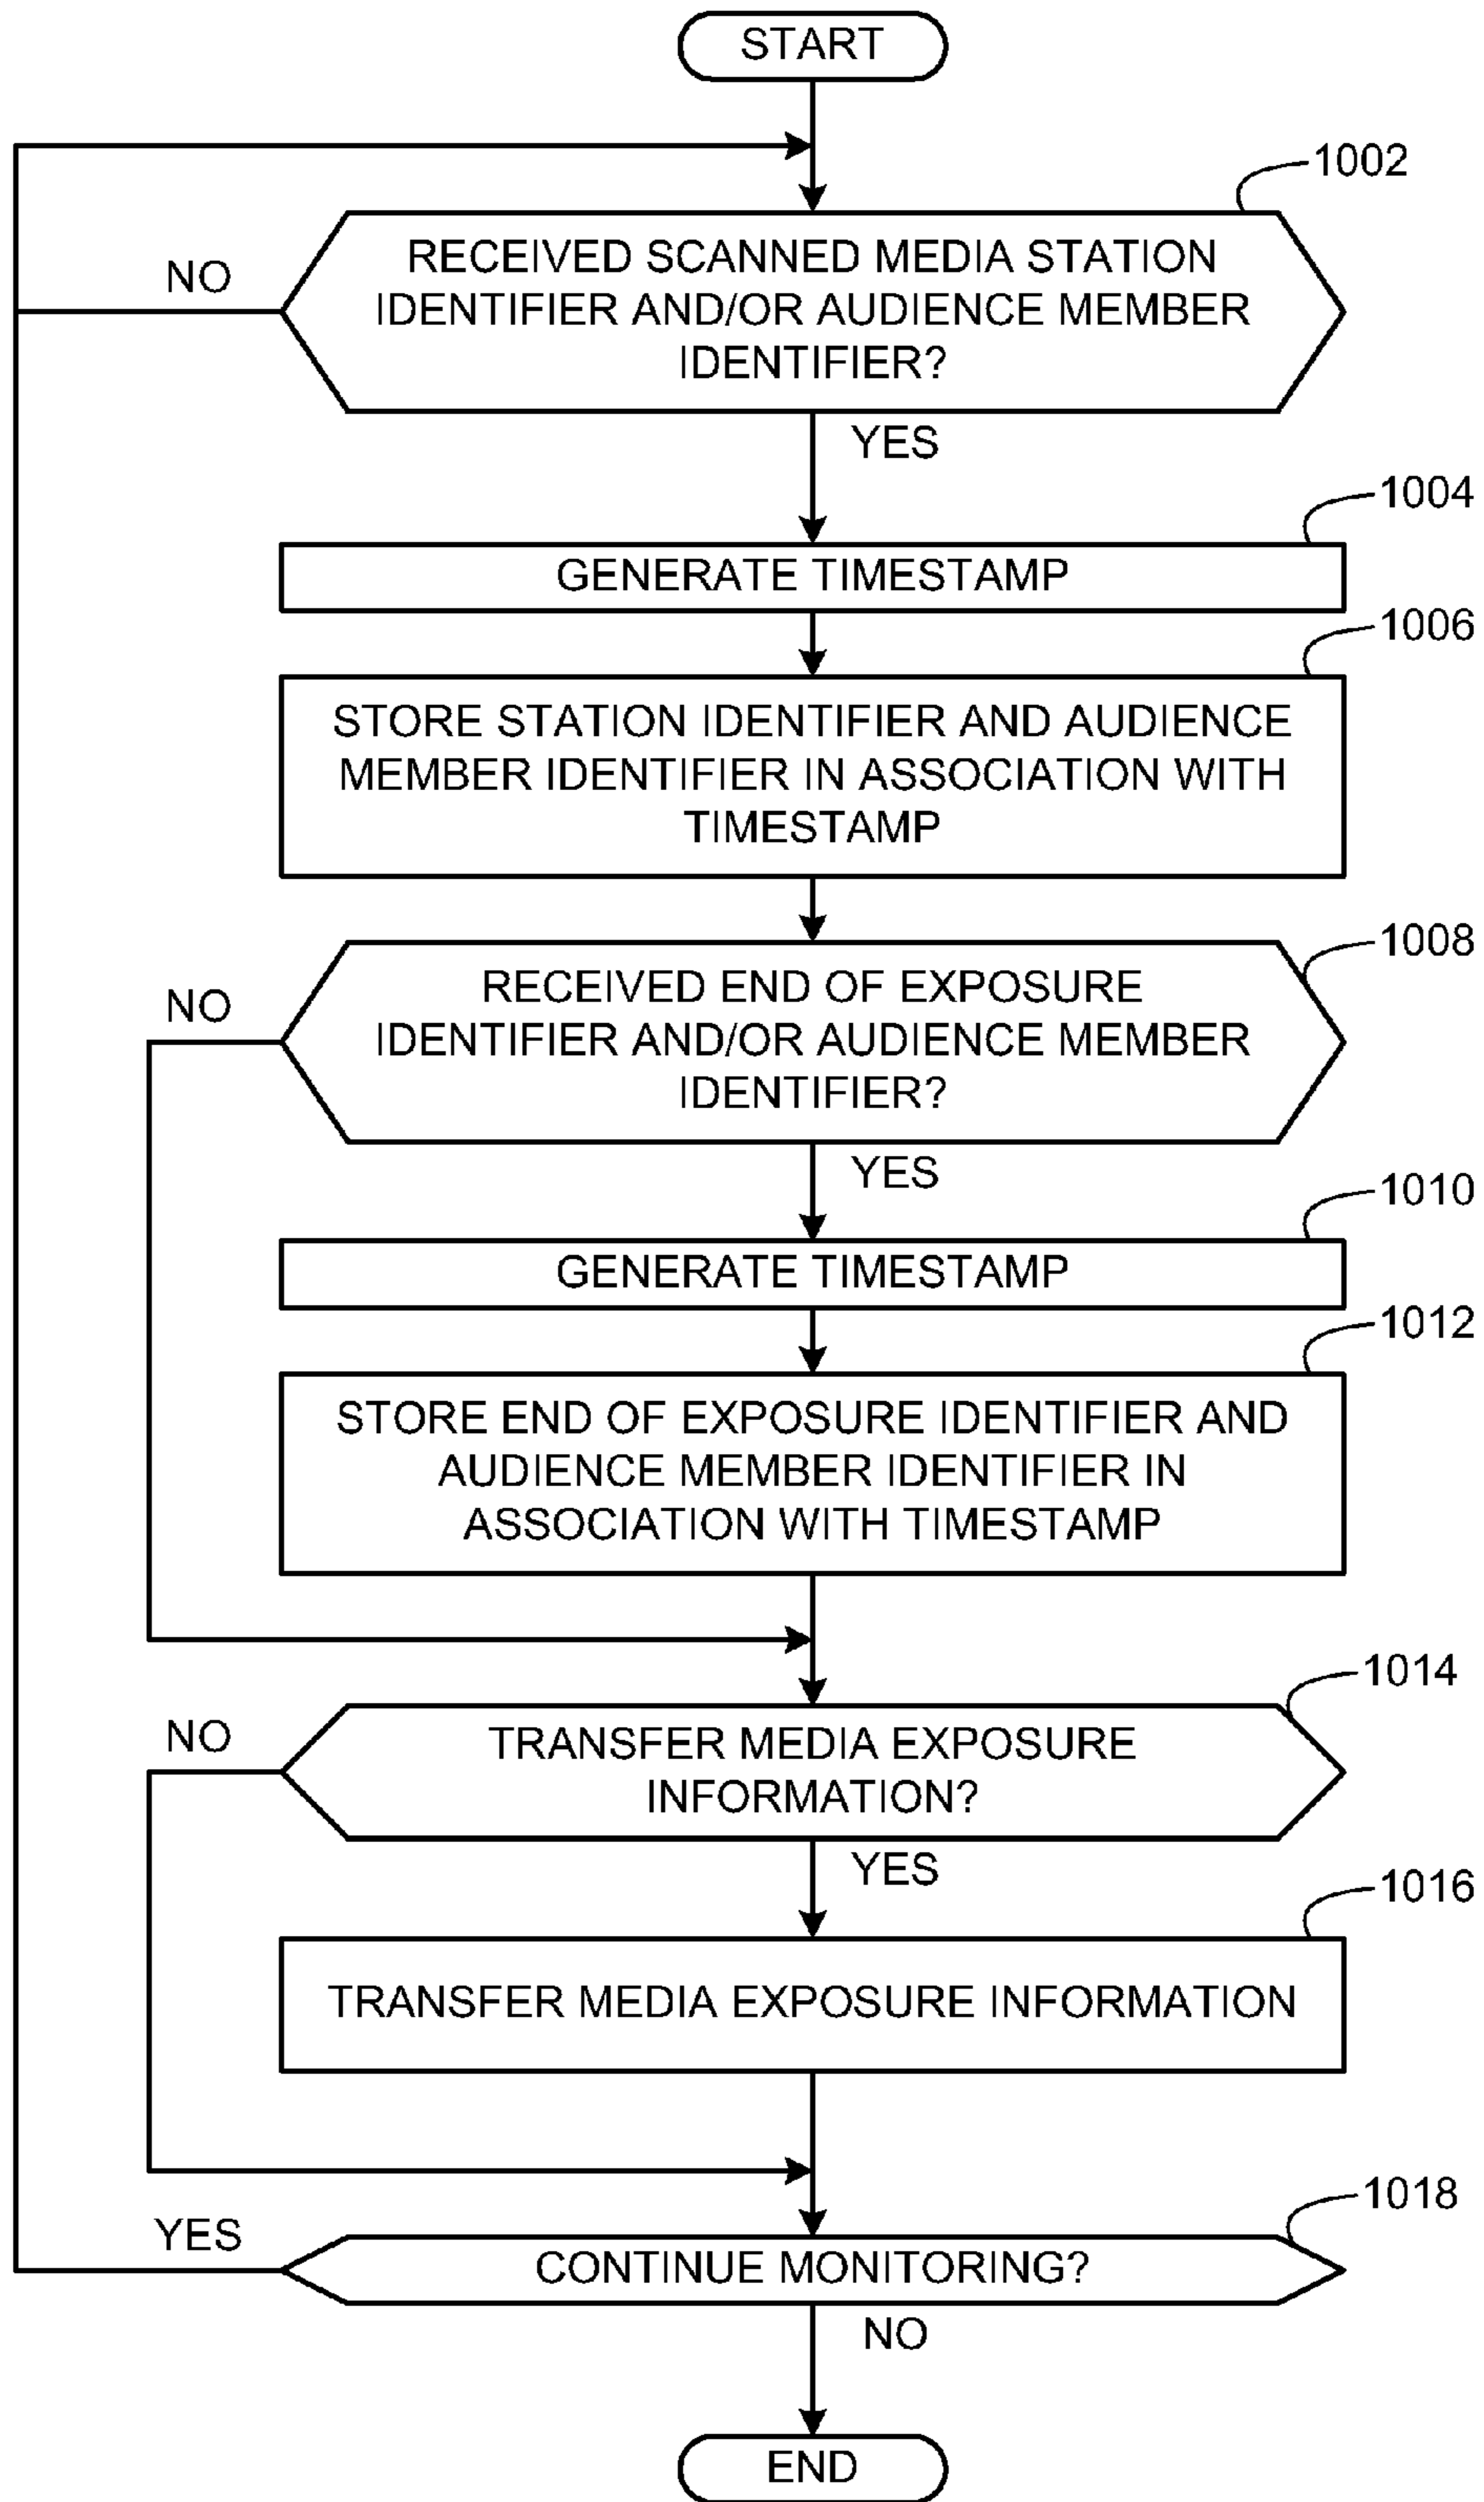 START
1002
NO
RECEIVED SCANNED MEDIA STATION
IDENTIFIER AND/OR AUDIENCE MEMBER
IDENTIFIER?
YES
1004
GENERATE TIMESTAMP
1006
STORE STATION IDENTIFIER AND AUDIENCE
MEMBER IDENTIFIER IN ASSOCIATION WITH
TIMESTAMP
1008
NO
RECEIVED END OF EXPOSURE
IDENTIFIER AND/OR AUDIENCE MEMBER
IDENTIFIER?
YES
1010
GENERATE TIMESTAMP
1012
STORE END OF EXPOSURE IDENTIFIER AND
AUDIENCE MEMBER IDENTIFIER IN
ASSOCIATION WITH TIMESTAMP
1014
NO
TRANSFER MEDIA EXPOSURE
INFORMATION?
YES
1016
TRANSFER MEDIA EXPOSURE INFORMATION
1018
YES
CONTINUE MONITORING?
NO
END